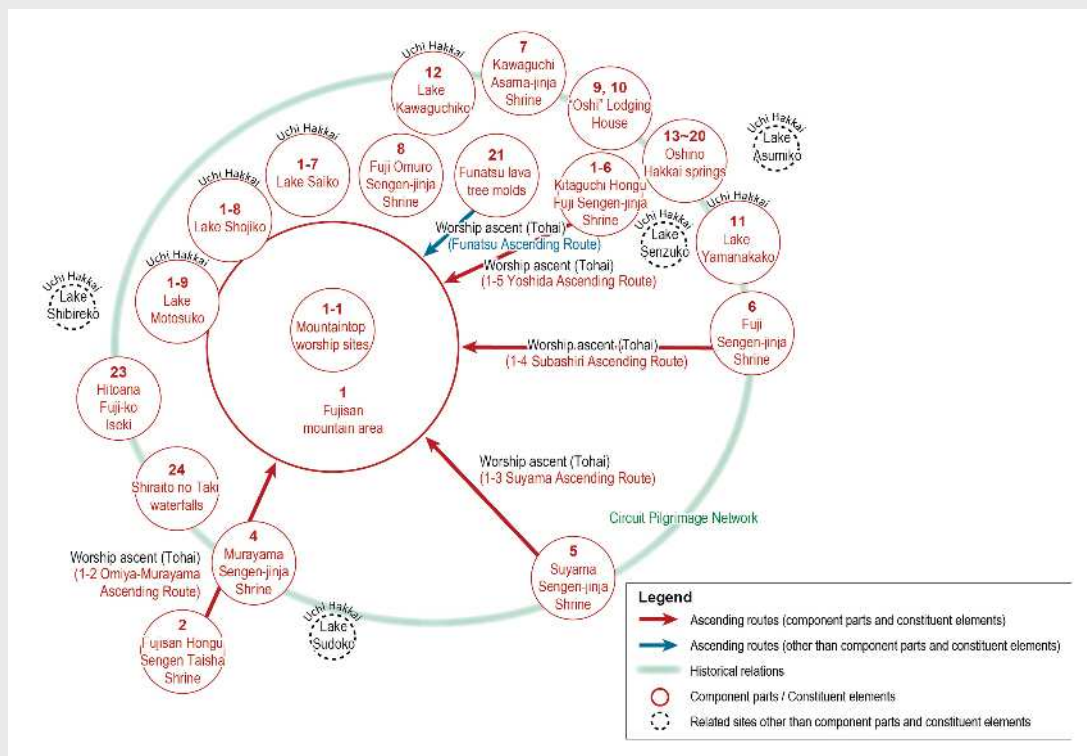 Uchi Hakkai
12
Lake
Kawaguchiko
7
Kawaguchi
Asama-jinja
Shrine
9, 10
"Oshi" Lodging
House
13~20
Oshino
Hakkai springs
Uchi Hakkai
Lake
Asumiko
Uchi Hakkai
1-7
Lake Saiko
8
Fuji Omuro
Sengen-jinja
Shrine
21
Funatsu lava
tree molds
1-6
Kitaguchi Hongu
Fuji Sengen-jinja
Shrine
Uchi Hakkai
Lake
Senzuko
Uchi Hakkai
11
Lake
Yamanakako
Uchi Hakkai
1-8
Lake Shojiko
Worship ascent (Tohai)
(Funatsu Ascending Route)
Worship ascent (Tohai)
(1-5 Yoshida Ascending Route)
Uchi Hakkai
Lake
Shibireko
Uchi Hakkai
1-9
Lake
Motosuko
1-1
Mountaintop
worship sites
6
Fuji
Sengen-jinja
Shrine
Worship ascent (Tohai)
(1-4 Subashiri Ascending Route)
1
Fujisan
mountain area
23
Hitoana
Fuji-ko
Iseki
24
Shiraito no Taki
waterfalls
Worship ascent (Tohai)
(1-3 Suyama Ascending Route)
Circuit Pilgrimage Network
Worship ascent (Tohai)
(1-2 Omiya-Murayama
Ascending Route)
4
Murayama
Sengen-jinja
Shrine
5
Suyama
Sengen-jinja
Shrine
2
Fujisan Hongu
Sengen Taisha
Shrine
Uchi Hakkai
Lake
Sudoko
Legend
Ascending routes (component parts and constituent elements)
Ascending routes (other than component parts and constituent elements)
Historical relations
Component parts / Constituent elements
Related sites other than component parts and constituent elements